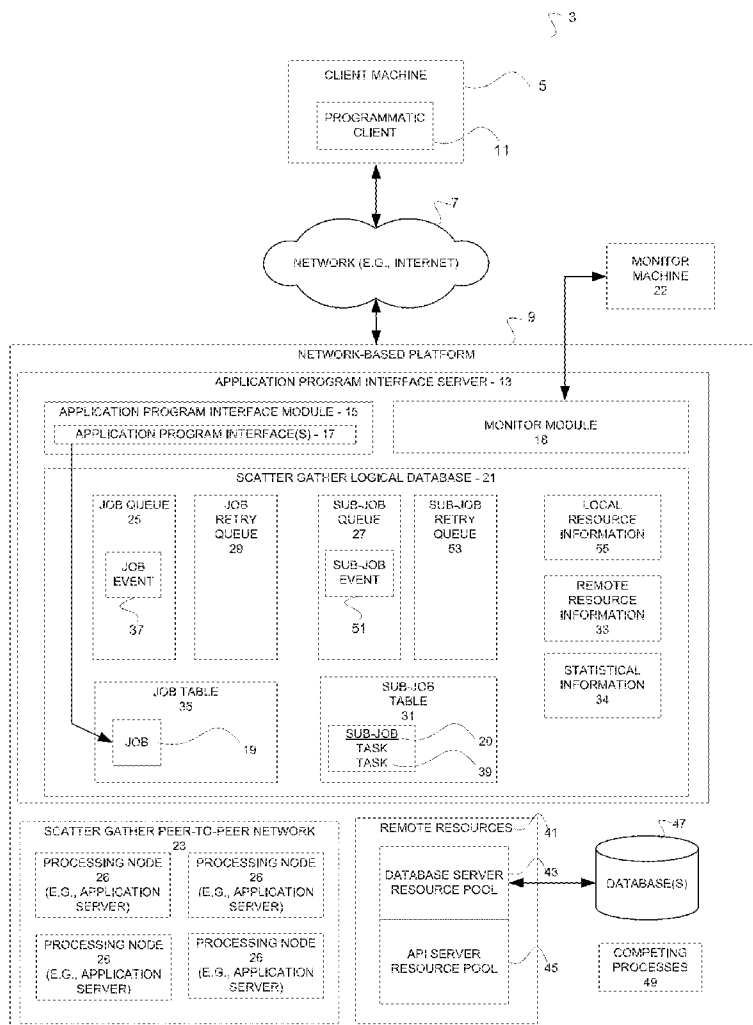 3
CLIENT MACHINE
5
PROGRAMMATIC
CLIENT
11
7
NETWORK (E.G., INTERNET)
MONITOR
MACHINE
22
9
NETWORK-BASED PLATFORM
APPLICATION PROGRAM INTERFACE SERVER - 13
APPLICATION PROGRAM INTERFACE MODULE - 15
APPLICATION PROGRAM INTERFACE(S) - 17
MONITOR MODULE
18
SCATTER GATHER LOGICAL DATABASE - 21
JOB QUEUE
25
JOB
EVENT
37
JOB
RETRY
QUEUE
29
SUB-JOB
QUEUE
27
SUB-JOB
EVENT
51
SUB-JOB
RETRY
QUEUE
53
LOCAL
RESOURCE
INFORMATION
55
REMOTE
RESOURCE
INFORMATION
33
STATISTICAL
INFORMATION
34
JOB TABLE
35
JOB
19
SUB-JOB
TABLE
31
SUB-JOB
20
TASK
TASK
39
SCATTER GATHER PEER-TO-PEER NETWORK
23
PROCESSING NODE
26
(E.G., APPLICATION
SERVER)
PROCESSING NODE
26
(E.G., APPLICATION
SERVER)
PROCESSING NODE
26
(E.G., APPLICATION
SERVER)
PROCESSING NODE
26
(E.G., APPLICATION
SERVER)
REMOTE RESOURCES
41
DATABASE SERVER
RESOURCE POOL
43
API SERVER
RESOURCE POOL
45
47
DATABASE(S)
COMPETING
PROCESSES
49